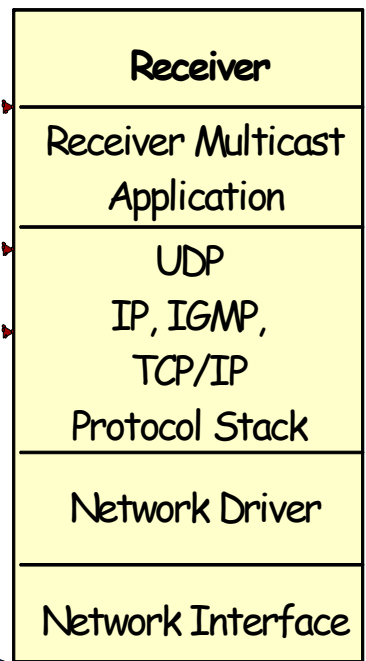 Receiver
Receiver Multicast
Application
UDP
IP, IGMP,
TCP/IP
Protocol Stack
Network Driver
Network Interface